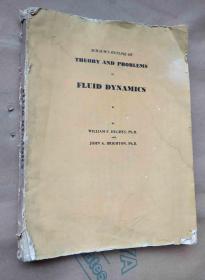 SCHAUM'S OUTLINE OF
THEORY AND PROBLEMS
OF
FLUID DYNAMICS
BY
WILLIAM F. HUGHES, Ph.D.
AND
JOHN A. BRIGHTON, Ph.D.